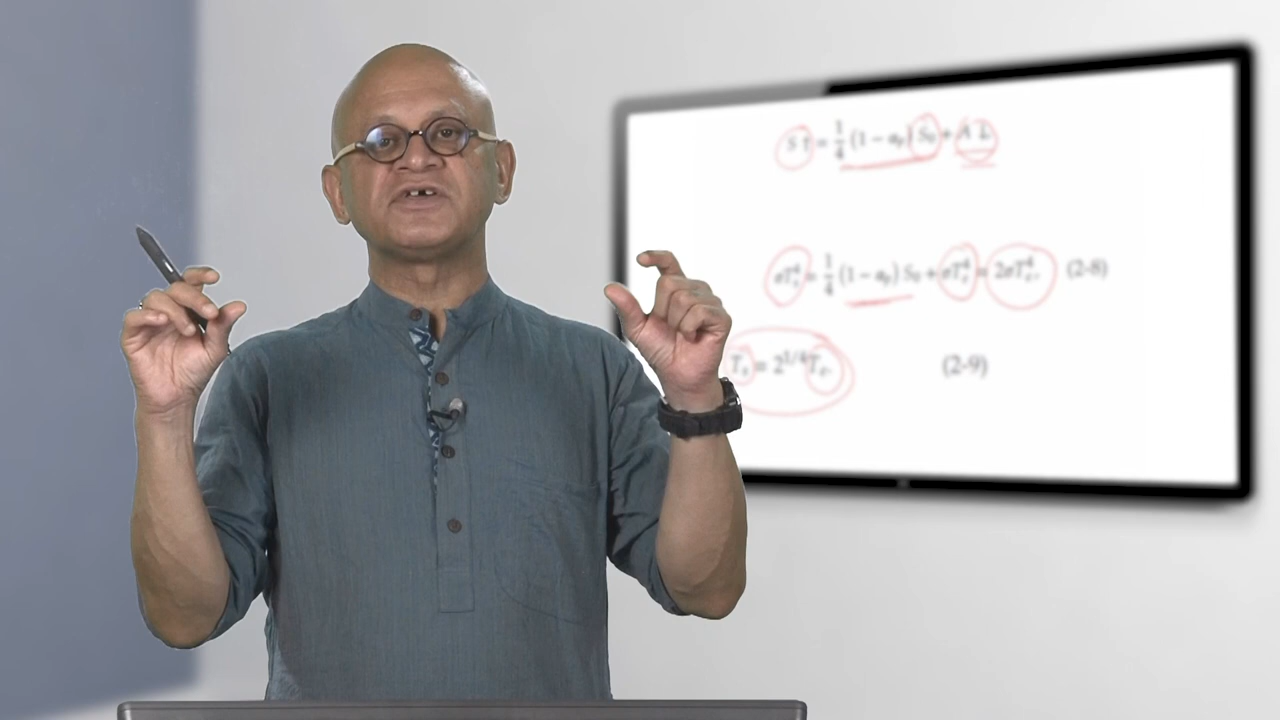 S↑ = 1/4 (1 − αp) S0 + A↓
σTs⁴ = 1/4 (1 − αp) S0 + σTe⁴ = 2σTe⁴. (2-8)
Ts = 2^1/4 Te. (2-9)